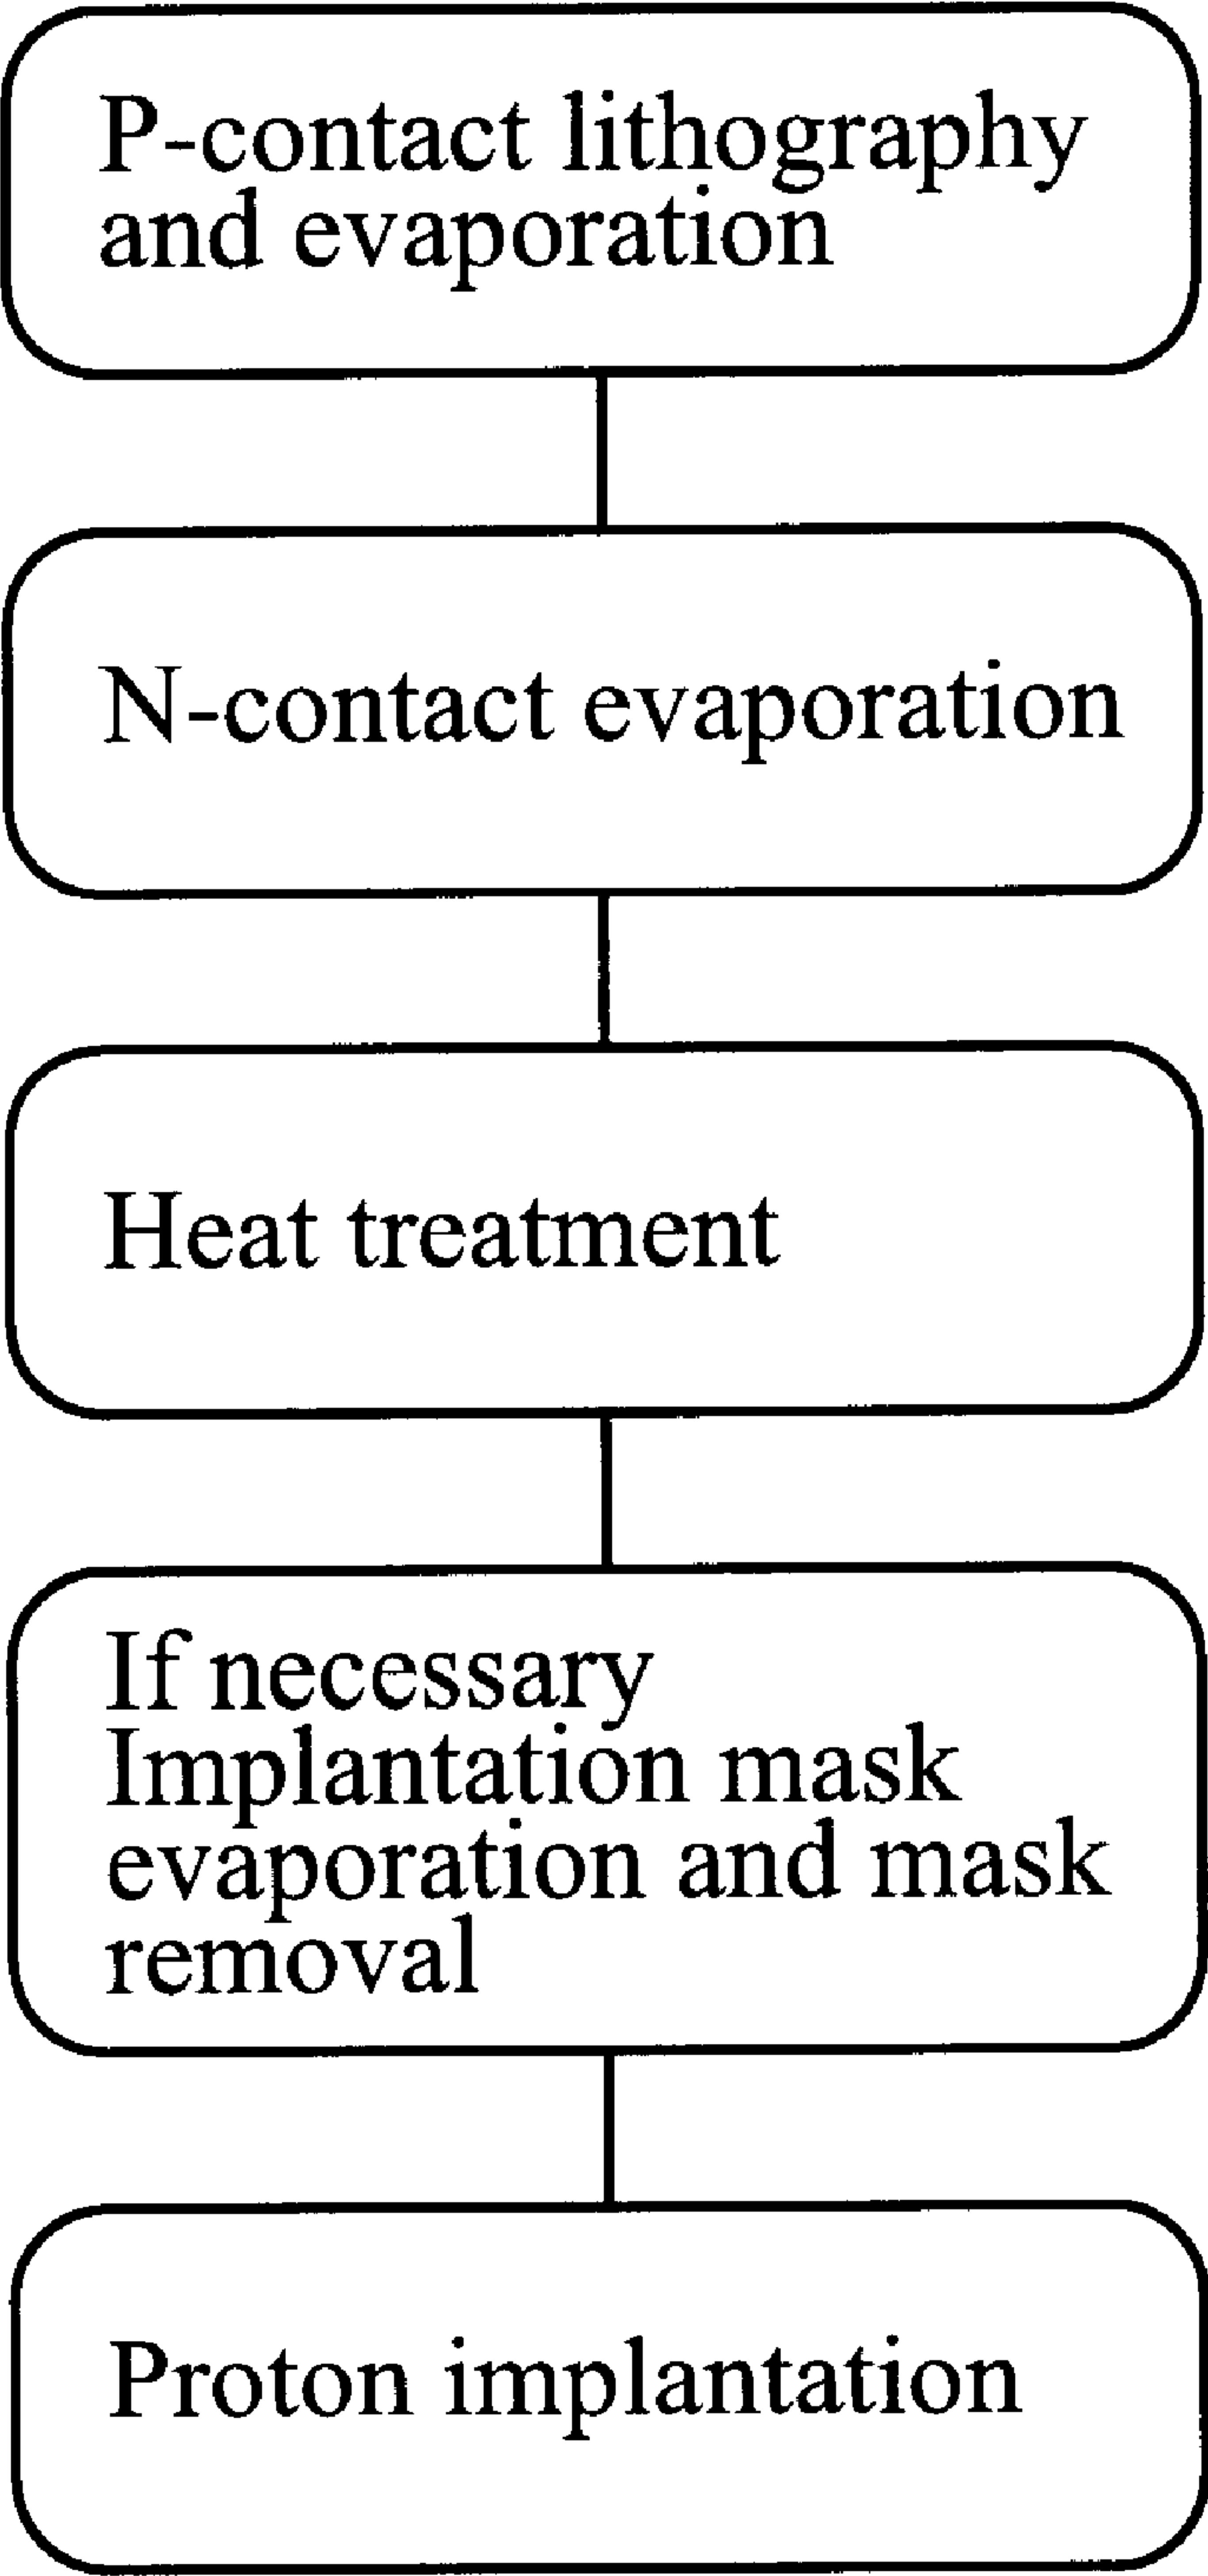 P-contact lithography
and evaporation
N-contact evaporation
Heat treatment
If necessary
Implantation mask
evaporation and mask
removal
Proton implantation